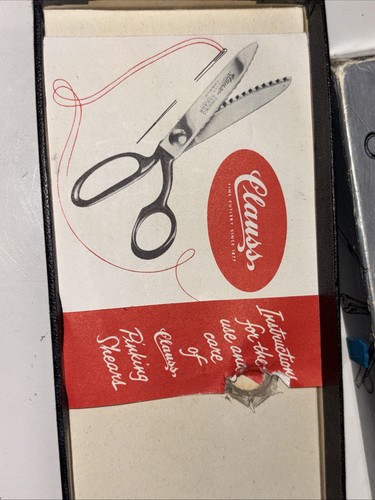 Clauss
FINE CUTLERY SINCE 1877
Instructions
for the
use and
care
of
Clauss
Pinking
Shears